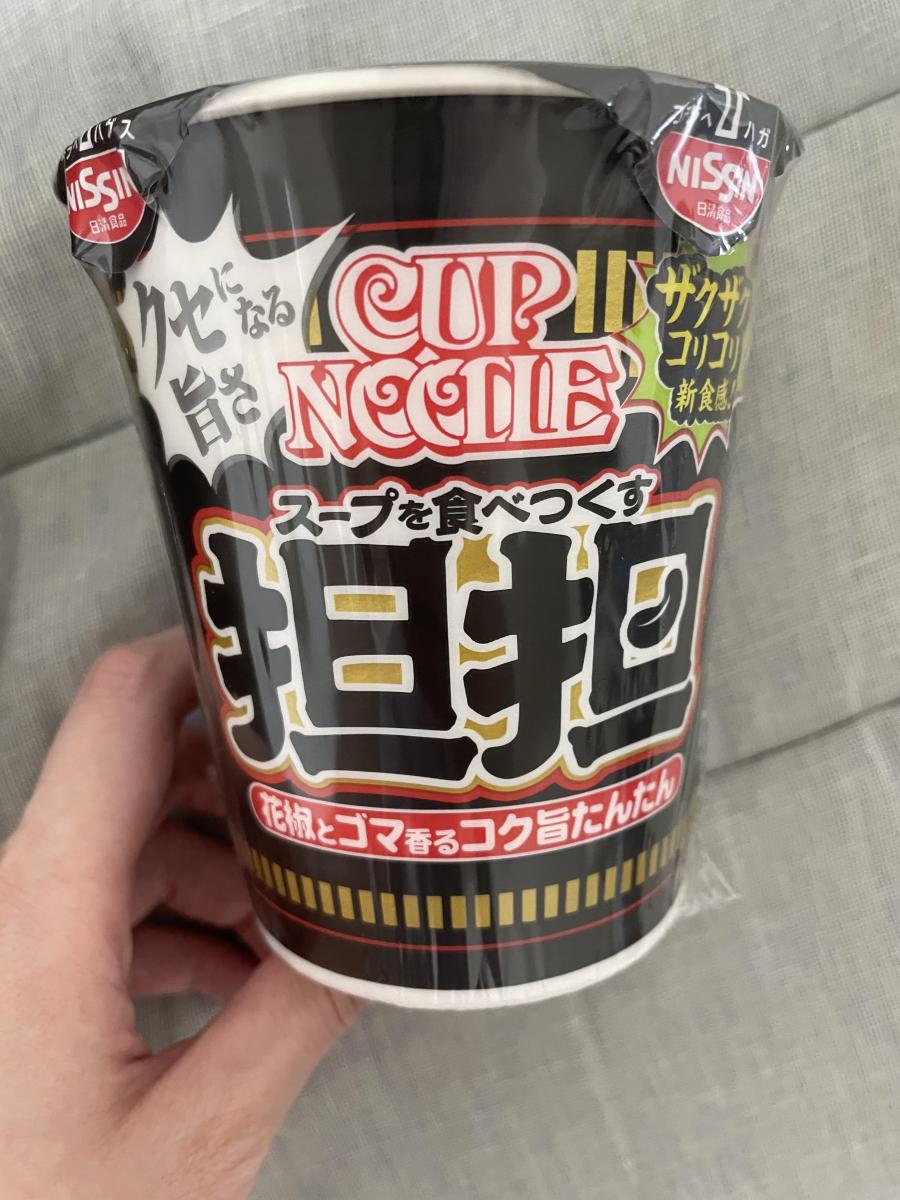 NISSIN
日清食品
NISSIN
日清食品
クセに
なる
旨さ
CUP
NOODLE
ザクザク
コリコリ
新食感!
スープを食べつくす
担担
花椒とゴマ香るコク旨たんたん